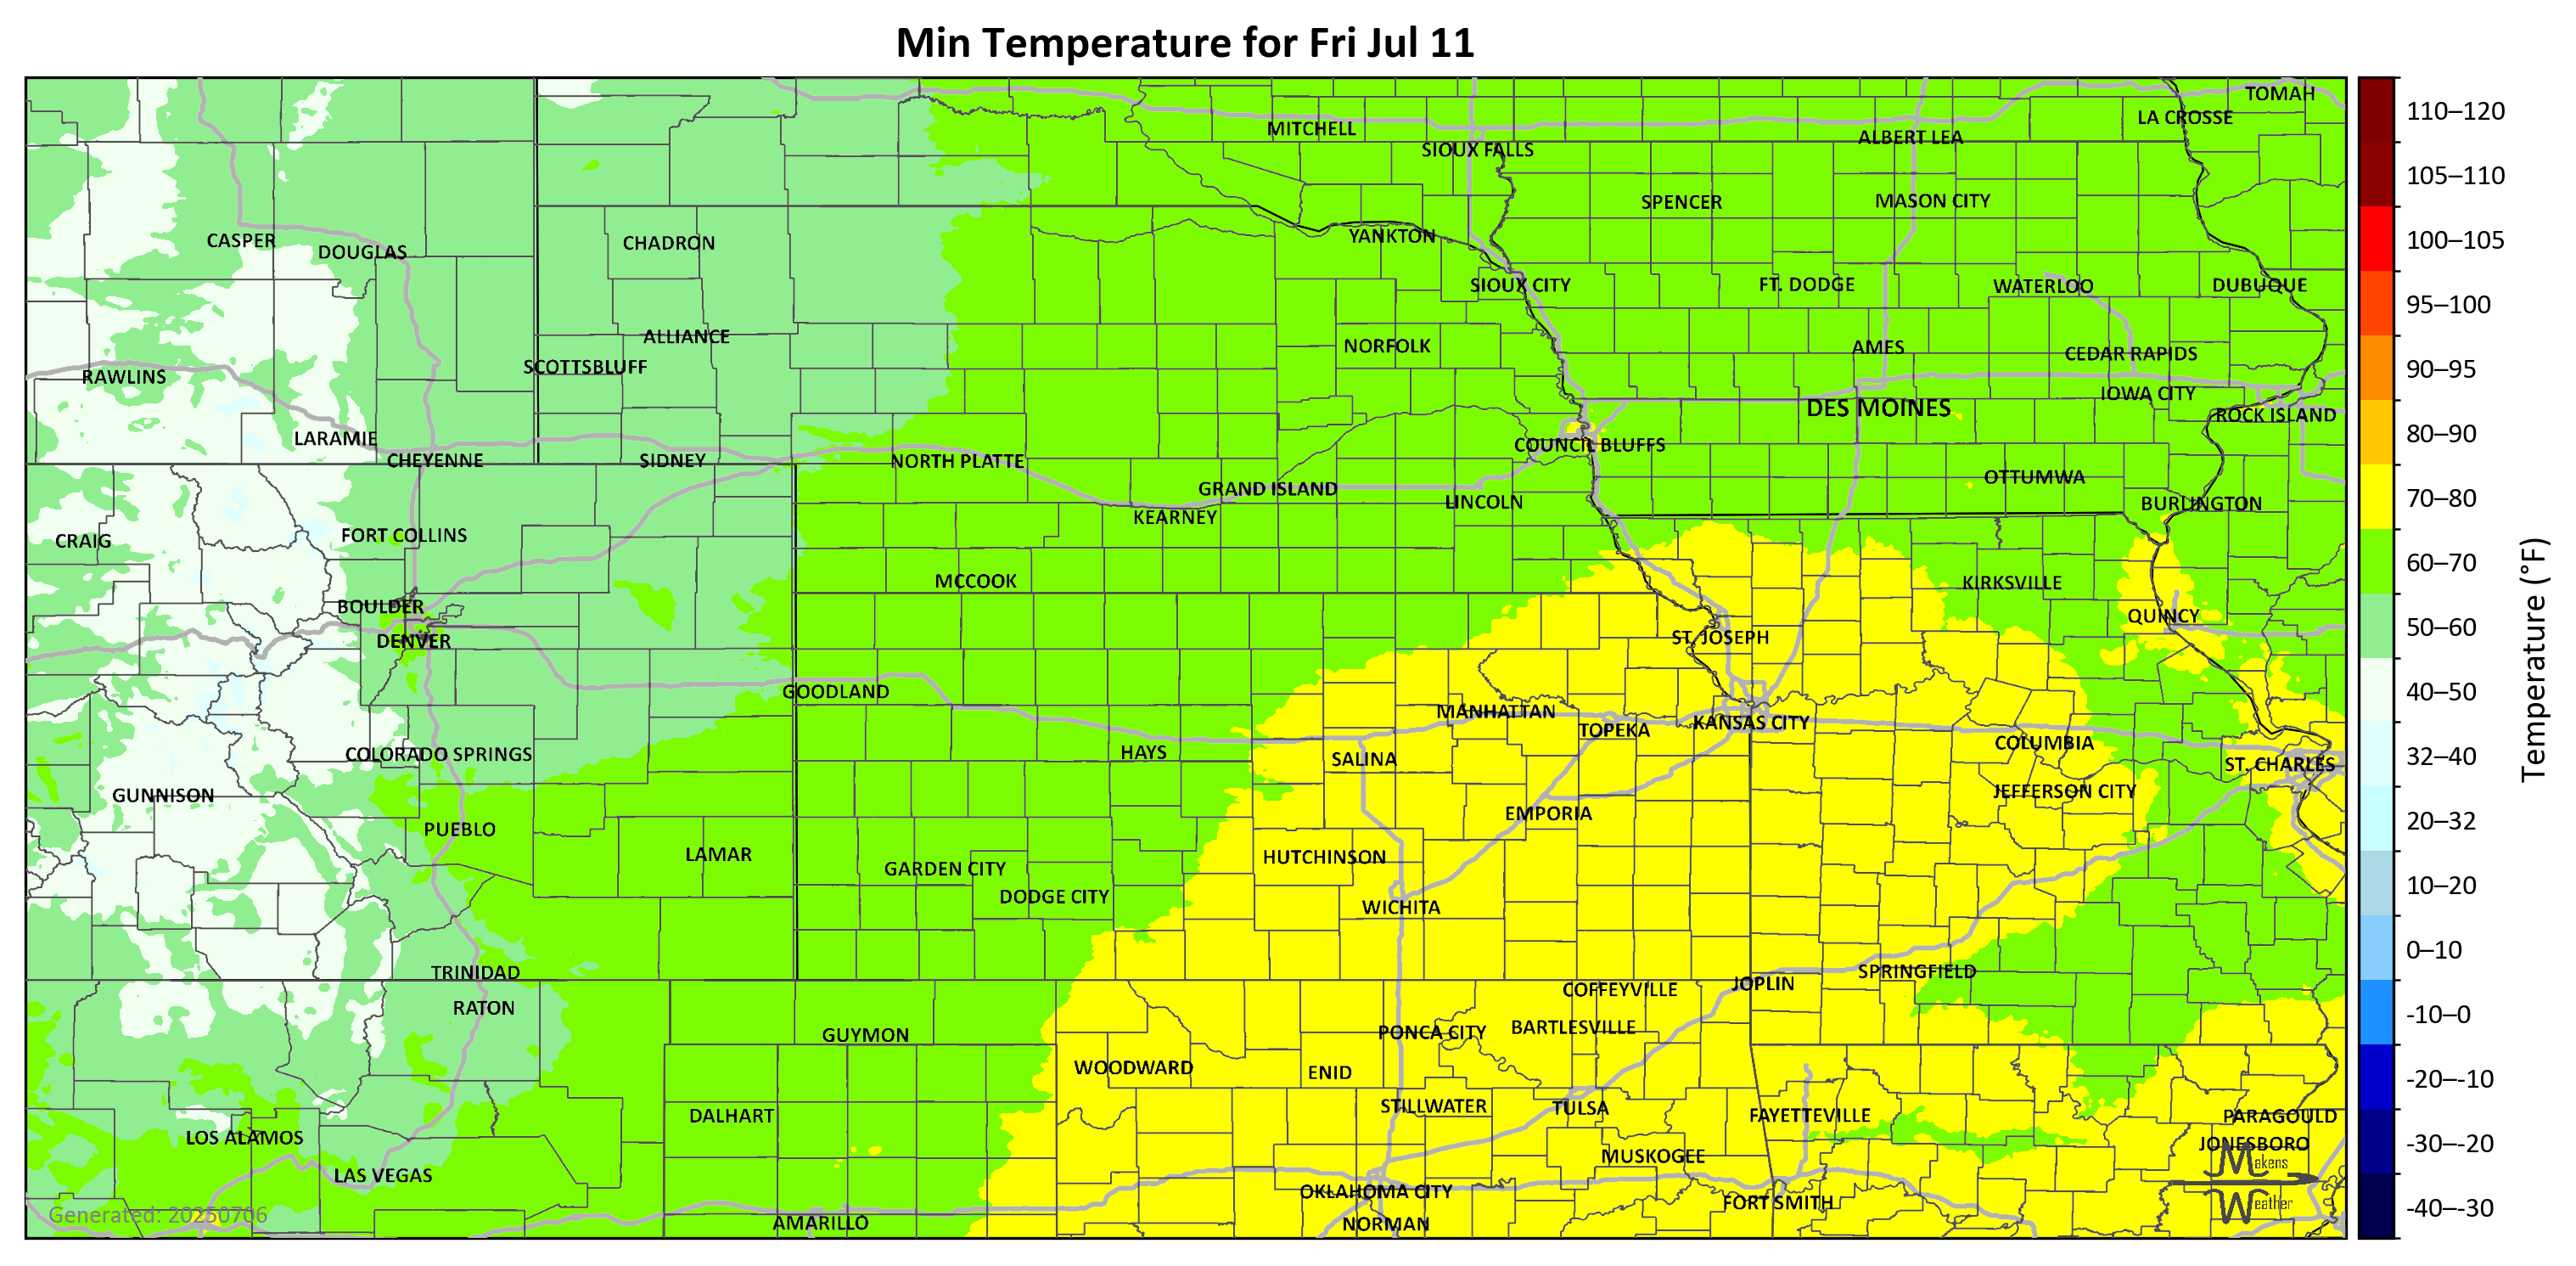 Min Temperature for Fri Jul 11
TOMAH
LA CROSSE
MITCHELL
ALBERT LEA
SIOUX FALLS
SPENCER
MASON CITY
YANKTON
CASPER
CHADRON
DOUGLAS
SIOUX CITY
FT. DODGE
WATERLOO
DUBUQUE
ALLIANCE
NORFOLK
AMES
CEDAR RAPIDS
SCOTTSBLUFF
RAWLINS
IOWA CITY
DES MOINES
ROCK ISLAND
LARAMIE
COUNCIL BLUFFS
CHEYENNE
SIDNEY
NORTH PLATTE
OTTUMWA
GRAND ISLAND
LINCOLN
BURLINGTON
KEARNEY
FORT COLLINS
CRAIG
MCCOOK
KIRKSVILLE
BOULDER
QUINCY
DENVER
ST. JOSEPH
GOODLAND
MANHATTAN
KANSAS CITY
TOPEKA
COLUMBIA
HAYS
COLORADO SPRINGS
SALINA
ST. CHARLES
JEFFERSON CITY
GUNNISON
EMPORIA
PUEBLO
LAMAR
HUTCHINSON
GARDEN CITY
DODGE CITY
WICHITA
TRINIDAD
SPRINGFIELD
JOPLIN
COFFEYVILLE
RATON
BARTLESVILLE
PONCA CITY
GUYMON
WOODWARD
ENID
STILLWATER
TULSA
DALHART
FAYETTEVILLE
PARAGOULD
LOS ALAMOS
JONESBORO
MUSKOGEE
LAS VEGAS
OKLAHOMA CITY
FORT SMITH
AMARILLO
NORMAN
Generated: 20250706
Makens
Weather
110–120
105–110
100–105
95–100
90–95
80–90
70–80
60–70
50–60
40–50
32–40
20–32
10–20
0–10
-10–0
-20–-10
-30–-20
-40–-30
Temperature (°F)